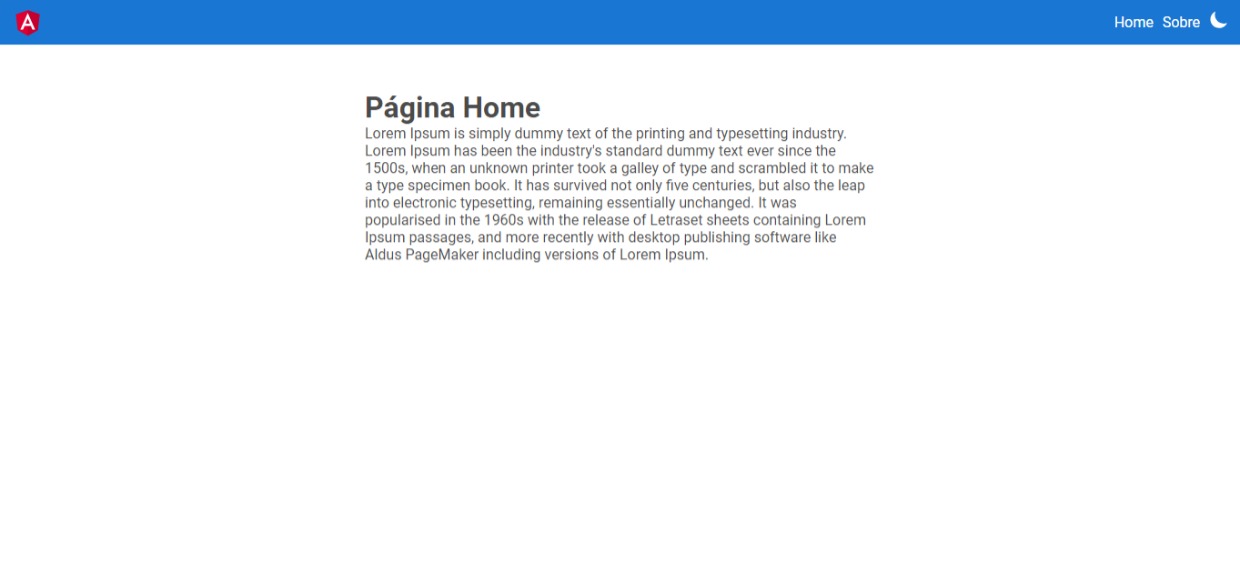 A
Home Sobre
Página Home
Lorem Ipsum is simply dummy text of the printing and typesetting industry.
Lorem Ipsum has been the industry's standard dummy text ever since the
1500s, when an unknown printer took a galley of type and scrambled it to make
a type specimen book. It has survived not only five centuries, but also the leap
into electronic typesetting, remaining essentially unchanged. It was
popularised in the 1960s with the release of Letraset sheets containing Lorem
Ipsum passages, and more recently with desktop publishing software like
Aldus PageMaker including versions of Lorem Ipsum.